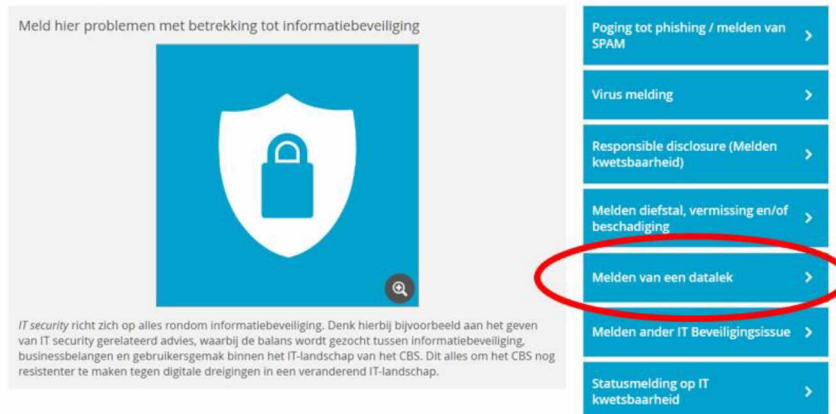 Meld hier problemen met betrekking tot informatiebeveiliging
IT security richt zich op alles rondom informatiebeveiliging. Denk hierbij bijvoorbeeld aan het geven
van IT security gerelateerd advies, waarbij de balans wordt gezocht tussen informatiebeveiliging,
businessbelangen en gebruikersgemak binnen het IT-landschap van het CBS. Dit alles om het CBS nog
resistenter te maken tegen digitale dreigingen in een veranderend IT-landschap.
Poging tot phishing / melden van
SPAM
Virus melding
Responsible disclosure (Melden
kwetsbaarheid)
Melden diefstal, vermissing en/of
beschadiging
Melden van een datalek
Melden ander IT Beveiligingsissue
Statusmelding op IT
kwetsbaarheid